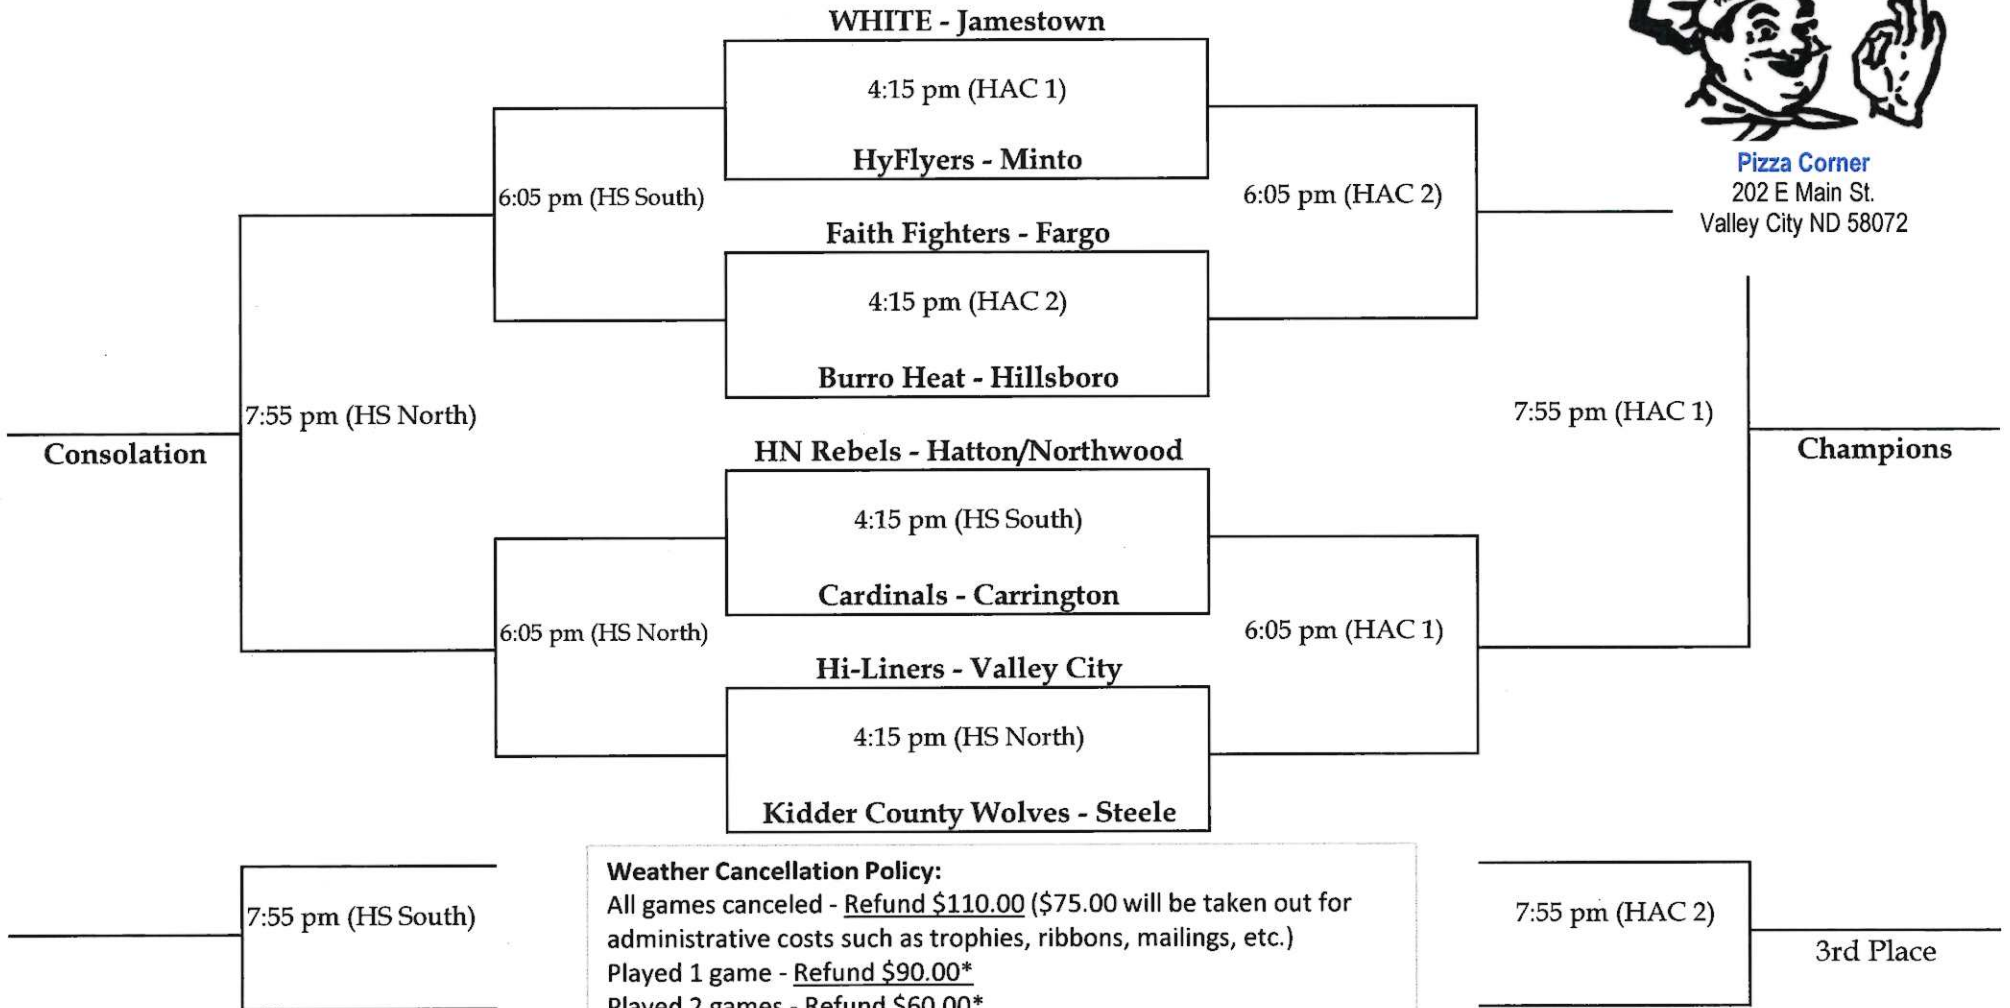 WHITE - Jamestown
4:15 pm (HAC 1)
HyFlyers - Minto
Pizza Corner
202 E Main St.
Valley City ND 58072
6:05 pm (HS South)
6:05 pm (HAC 2)
Faith Fighters - Fargo
4:15 pm (HAC 2)
Burro Heat - Hillsboro
7:55 pm (HS North)
7:55 pm (HAC 1)
Consolation
Champions
HN Rebels - Hatton/Northwood
4:15 pm (HS South)
Cardinals - Carrington
6:05 pm (HS North)
6:05 pm (HAC 1)
Hi-Liners - Valley City
4:15 pm (HS North)
Kidder County Wolves - Steele
Weather Cancellation Policy:
All games canceled - Refund $110.00 ($75.00 will be taken out for
administrative costs such as trophies, ribbons, mailings, etc.)
Played 1 game - Refund $90.00*
Played 2 games - Refund $60.00*
7:55 pm (HS South)
7:55 pm (HAC 2)
3rd Place